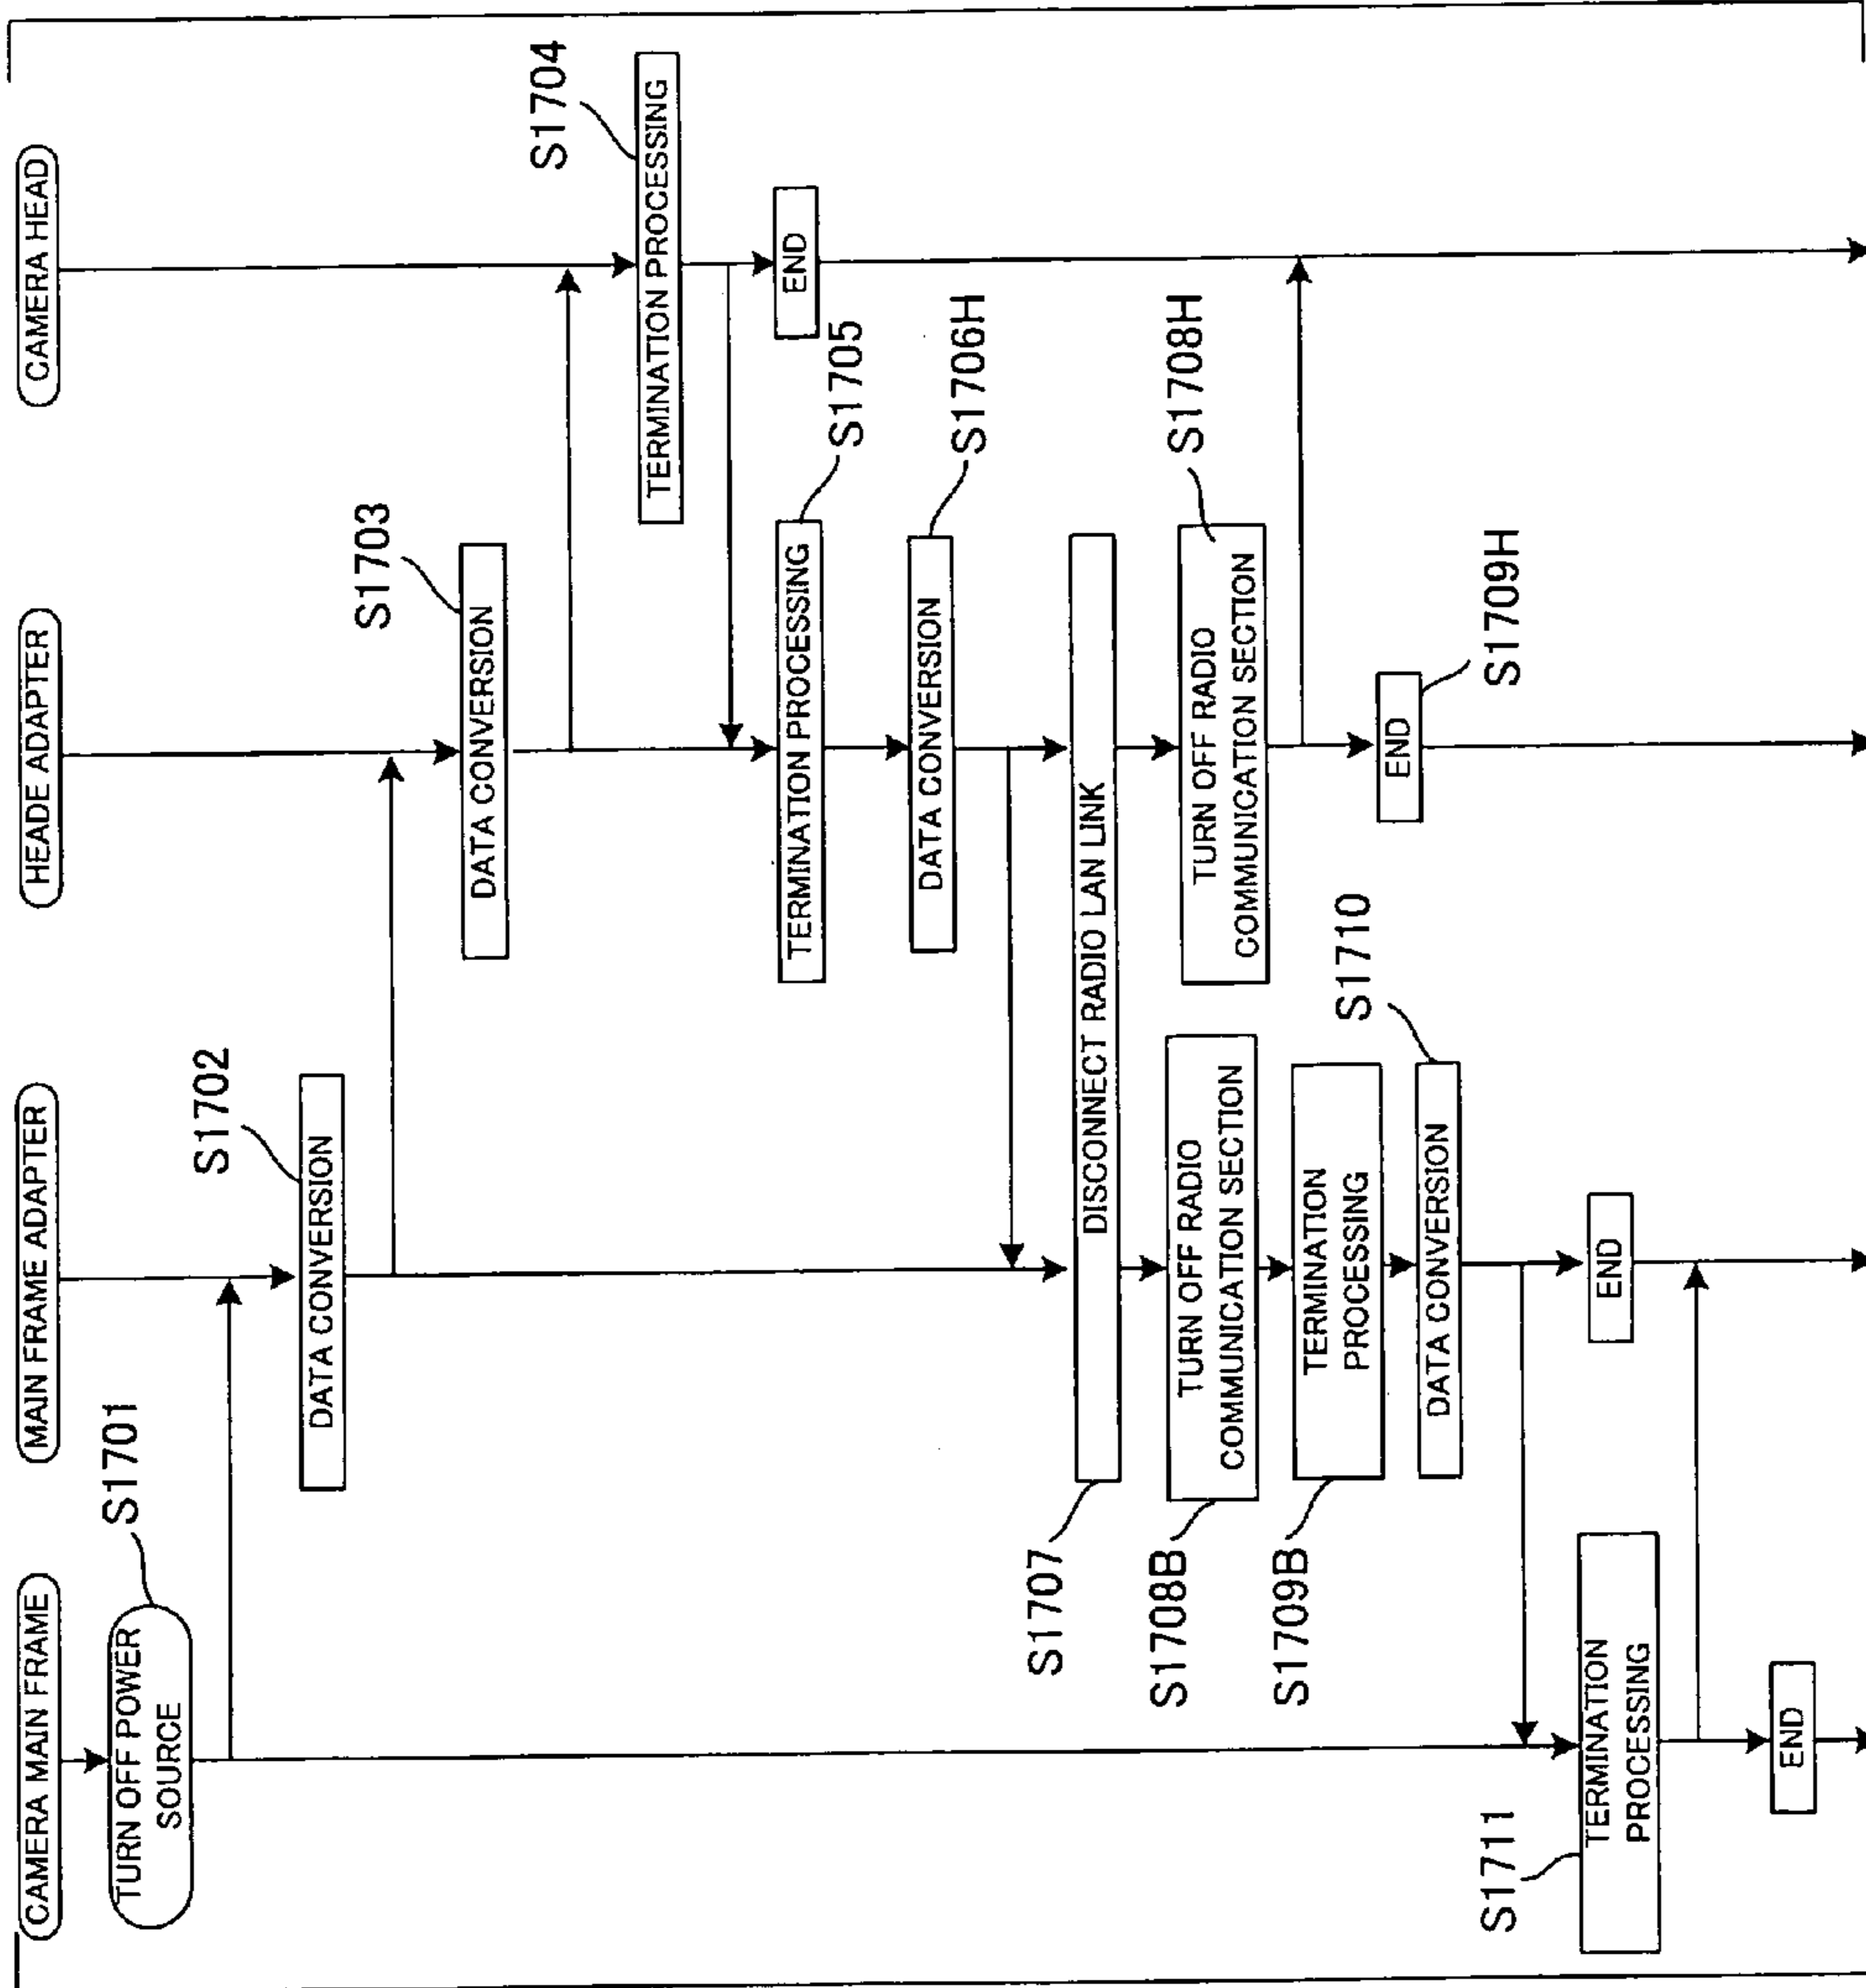 CAMERA MAIN FRAME
MAIN FRAME ADAPTER
HEADE ADAPTER
CAMERA HEAD
TURN OFF POWER
SOURCE
S1701
DATA CONVERSION
S1702
DATA CONVERSION
S1703
TERMINATION PROCESSING
S1704
END
TERMINATION PROCESSING
S1705
DATA CONVERSION
S1706H
DISCONNECT RADIO LAN LINK
S1707
TURN OFF RADIO
COMMUNICATION SECTION
S1708B
TURN OFF RADIO
COMMUNICATION SECTION
S1708H
TERMINATION
PROCESSING
S1709B
END
S1709H
DATA CONVERSION
S1710
TERMINATION
PROCESSING
S1711
END
END